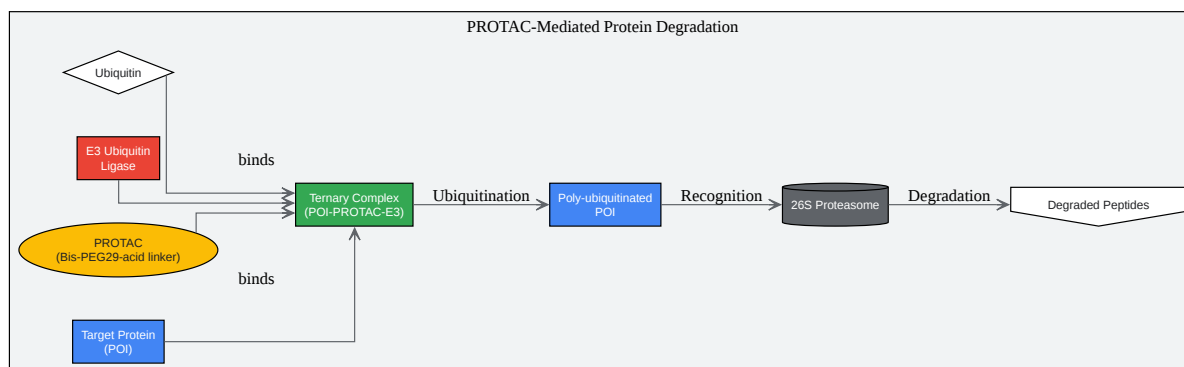 PROTAC-Mediated Protein Degradation
Ubiquitin
E3 Ubiquitin
Ligase
binds
PROTAC
(Bis-PEG29-acid linker)
binds
Target Protein
(POI)
Ternary Complex
(POI-PROTAC-E3)
Ubiquitination
Poly-ubiquitinated
POI
Recognition
26S Proteasome
Degradation
Degraded Peptides